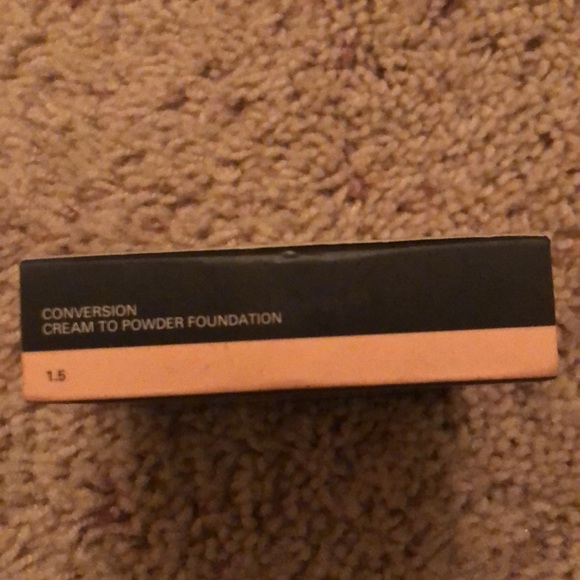 CONVERSION
CREAM TO POWDER FOUNDATION
1.5